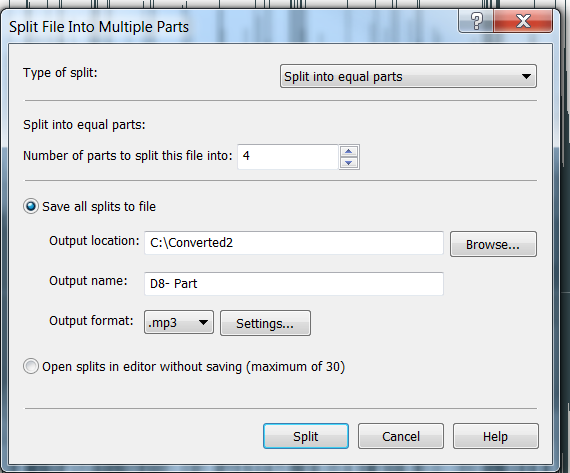 Split File Into Multiple Parts
Type of split: Split into equal parts
Split into equal parts:
Number of parts to split this file into: 4
Save all splits to file
Output location: C:\Converted2 Browse...
Output name: D8- Part
Output format: .mp3 Settings...
Open splits in editor without saving (maximum of 30)
Split Cancel Help